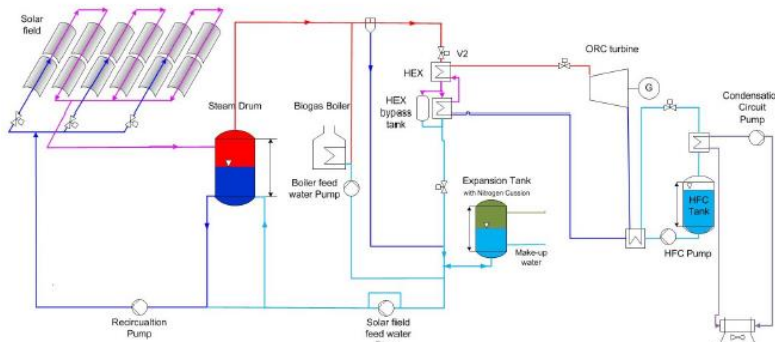 Solar
field
Steam Drum
Biogas Boiler
Boiler feed
water Pump
V2
HEX
HEX
bypass
tank
Expansion Tank
with Nitrogen Cussion
Make-up
water
ORC turbine
G
Condensatic
Circuit
Pump
HFC
Tank
HFC Pump
Recircualtion
Pump
Solar field
feed water